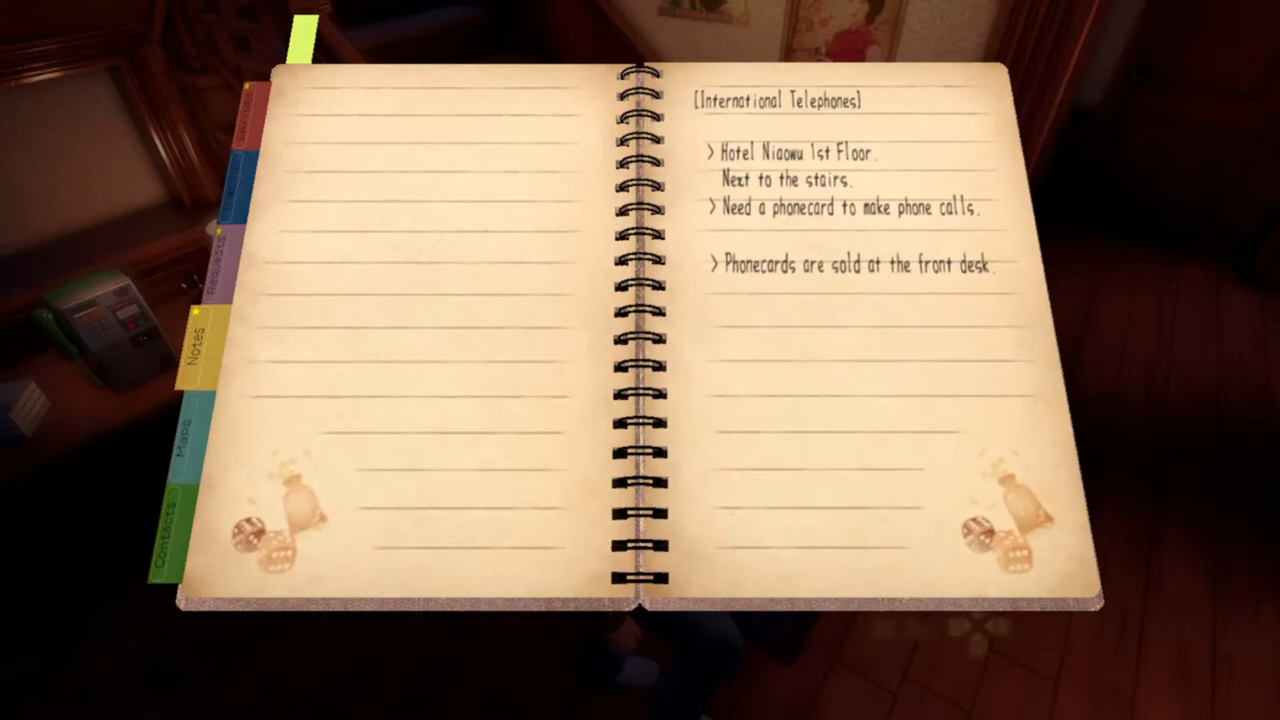 [International Telephones]
> Hotel Niaowu 1st Floor.
Next to the stairs.
> Need a phonecard to make phone calls.
> Phonecards are sold at the front desk.
Requests
Notes
Maps
Contacts